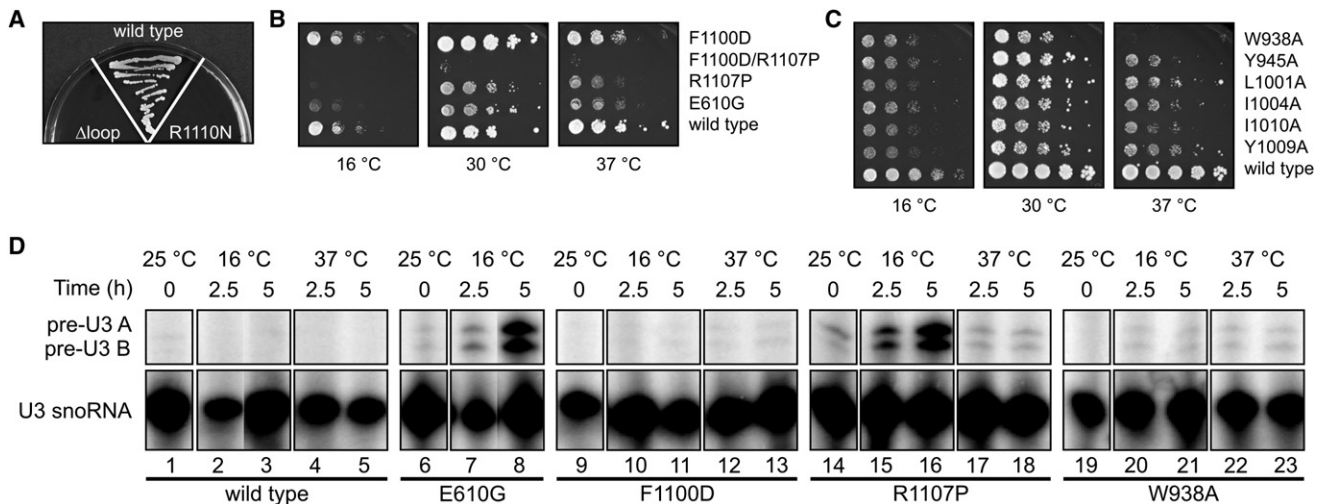 A
wild type
Δloop
R1110N
B
F1100D
F1100D/R1107P
R1107P
E610G
wild type
16 °C
30 °C
37 °C
C
W938A
Y945A
L1001A
I1004A
I1010A
Y1009A
wild type
16 °C
30 °C
37 °C
D
25 °C 16 °C 37 °C 25 °C 16 °C 25 °C 16 °C 37 °C 25 °C 16 °C 37 °C 25 °C 16 °C 37 °C
Time (h) 0 2.5 5 2.5 5 0 2.5 5 0 2.5 5 2.5 5 0 2.5 5 2.5 5 0 2.5 5 2.5 5
pre-U3 A
pre-U3 B
U3 snoRNA
1 2 3 4 5 6 7 8 9 10 11 12 13 14 15 16 17 18 19 20 21 22 23
wild type E610G F1100D R1107P W938A